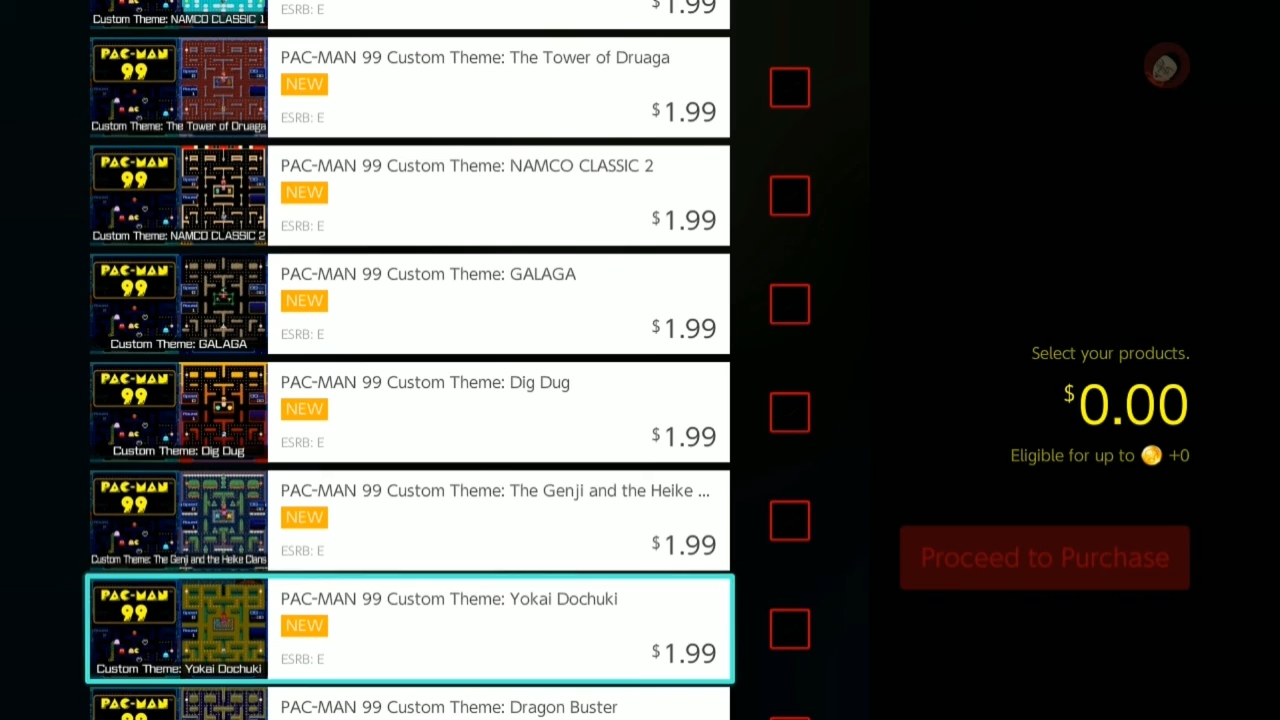 Custom Theme: NAMCO CLASSIC 1
ESRB: E
$1.99
PAC-MAN 99
Custom Theme: The Tower of Druaga
PAC-MAN 99 Custom Theme: The Tower of Druaga
NEW
ESRB: E
$1.99
PAC-MAN 99
Custom Theme: NAMCO CLASSIC 2
PAC-MAN 99 Custom Theme: NAMCO CLASSIC 2
NEW
ESRB: E
$1.99
PAC-MAN 99
Custom Theme: GALAGA
PAC-MAN 99 Custom Theme: GALAGA
NEW
ESRB: E
$1.99
PAC-MAN 99
Custom Theme: Dig Dug
PAC-MAN 99 Custom Theme: Dig Dug
NEW
ESRB: E
$1.99
PAC-MAN 99
Custom Theme: The Genji and the Heike Clans
PAC-MAN 99 Custom Theme: The Genji and the Heike ...
NEW
ESRB: E
$1.99
PAC-MAN 99
Custom Theme: Yokai Dochuki
PAC-MAN 99 Custom Theme: Yokai Dochuki
NEW
ESRB: E
$1.99
PAC-MAN 99
PAC-MAN 99 Custom Theme: Dragon Buster
Select your products.
$0.00
Eligible for up to +0
Proceed to Purchase